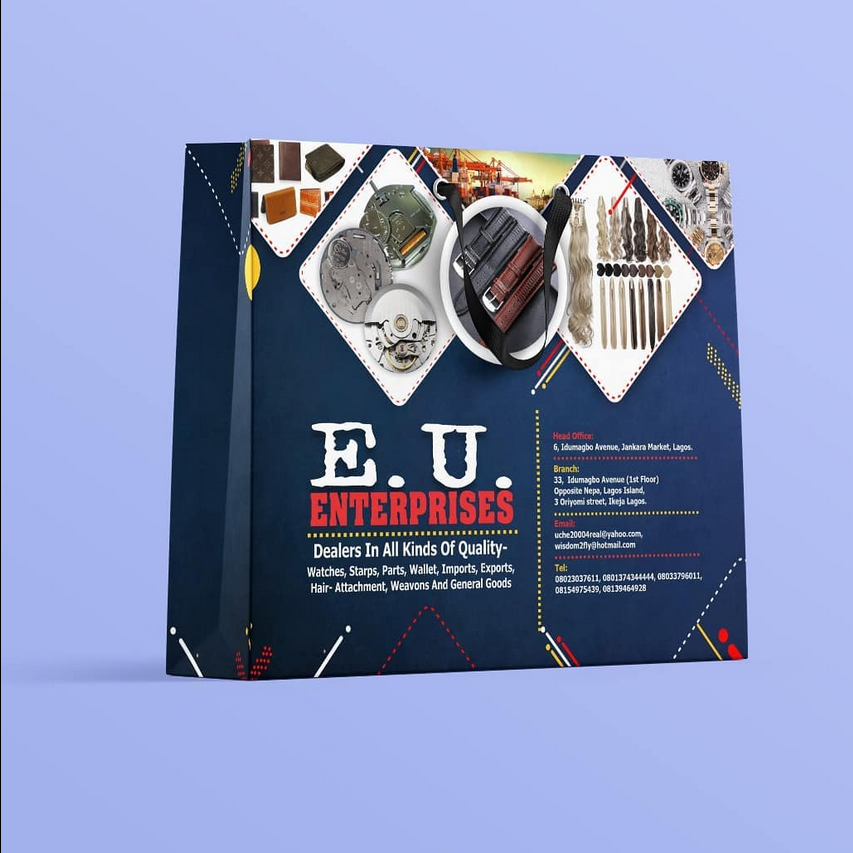 E.U.
ENTERPRISES
Dealers In All Kinds Of Quality-
Watches, Starps, Parts, Wallet, Imports, Exports,
Hair- Attachment, Weavons And General Goods
Head Office:
6, Idumagbo Avenue, Jankara Market, Lagos.
Branch:
33, Idumagbo Avenue (1st Floor)
Opposite Nepa, Lagos Island,
3 Oriyomi street, Ikeja Lagos.
Email:
uche20004real@yahoo.com,
wisdom2fly@hotmail.com
Tel:
08023037611, 0801374344444, 08033796011,
08154975439, 08139464928